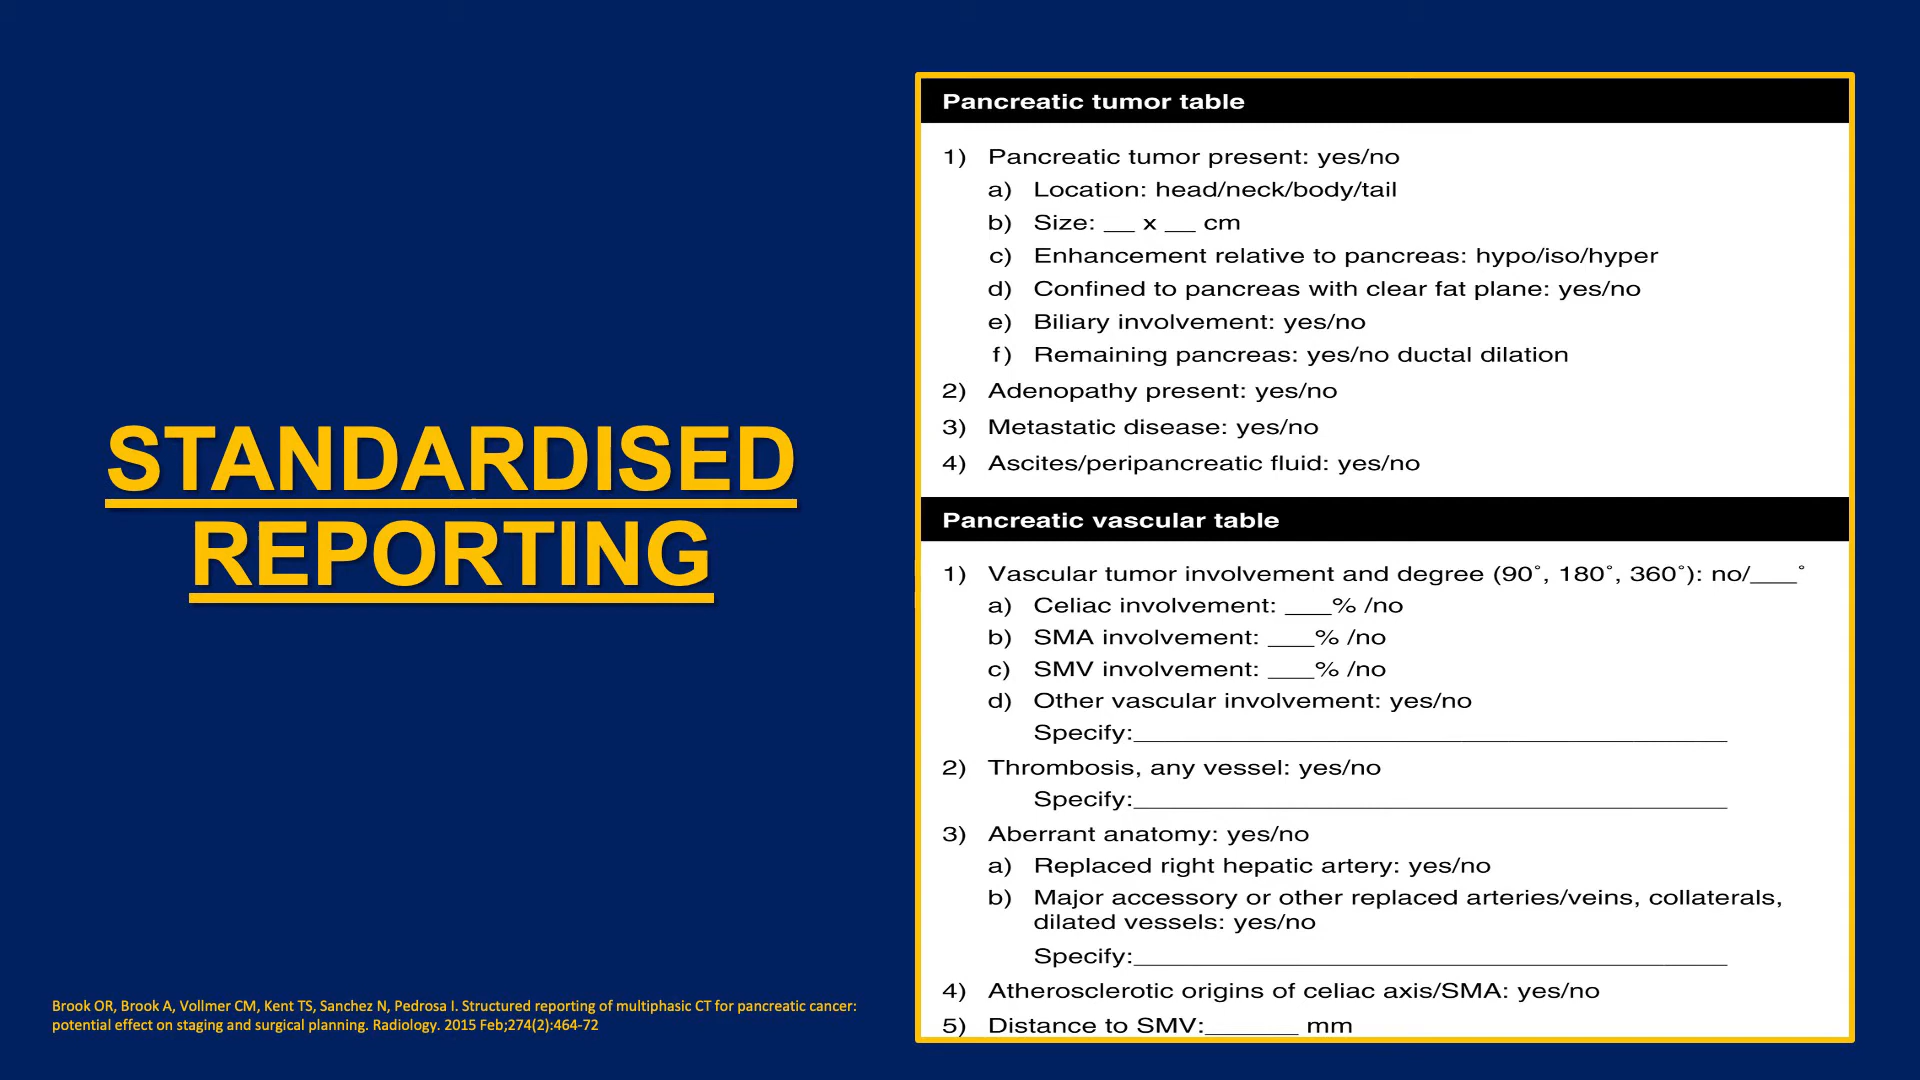 STANDARDISED
REPORTING
Brook OR, Brook A, Vollmer CM, Kent TS, Sanchez N, Pedrosa I. Structured reporting of multiphasic CT for pancreatic cancer:
potential effect on staging and surgical planning. Radiology. 2015 Feb;274(2):464-72
Pancreatic tumor table
1) Pancreatic tumor present: yes/no
a) Location: head/neck/body/tail
b) Size: __ x __ cm
c) Enhancement relative to pancreas: hypo/iso/hyper
d) Confined to pancreas with clear fat plane: yes/no
e) Biliary involvement: yes/no
f) Remaining pancreas: yes/no ductal dilation
2) Adenopathy present: yes/no
3) Metastatic disease: yes/no
4) Ascites/peripancreatic fluid: yes/no
Pancreatic vascular table
1) Vascular tumor involvement and degree (90˚, 180˚, 360˚): no/___˚
a) Celiac involvement: ___% /no
b) SMA involvement: ___% /no
c) SMV involvement: ___% /no
d) Other vascular involvement: yes/no
Specify:______________________________________
2) Thrombosis, any vessel: yes/no
Specify:______________________________________
3) Aberrant anatomy: yes/no
a) Replaced right hepatic artery: yes/no
b) Major accessory or other replaced arteries/veins, collaterals,
dilated vessels: yes/no
Specify:______________________________________
4) Atherosclerotic origins of celiac axis/SMA: yes/no
5) Distance to SMV:______ mm